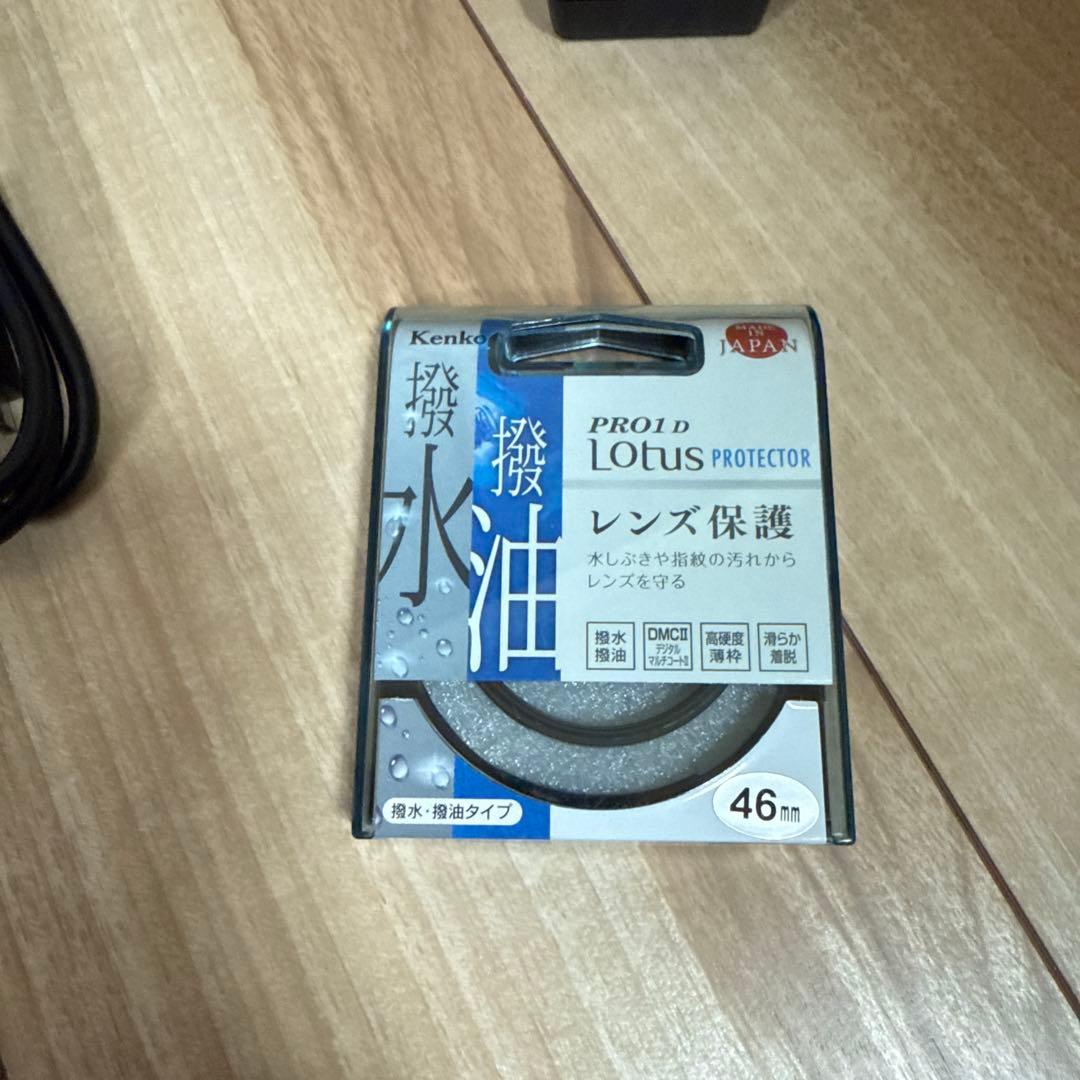 Kenko
MADE
IN
JAPAN
撥水
撥油
PRO1 D
Lotus PROTECTOR
レンズ保護
水しぶきや指紋の汚れから
レンズを守る
撥水
撥油
DMCII
デジタル
マルチコートII
高硬度
薄枠
滑らか
着脱
撥水・撥油タイプ
46mm